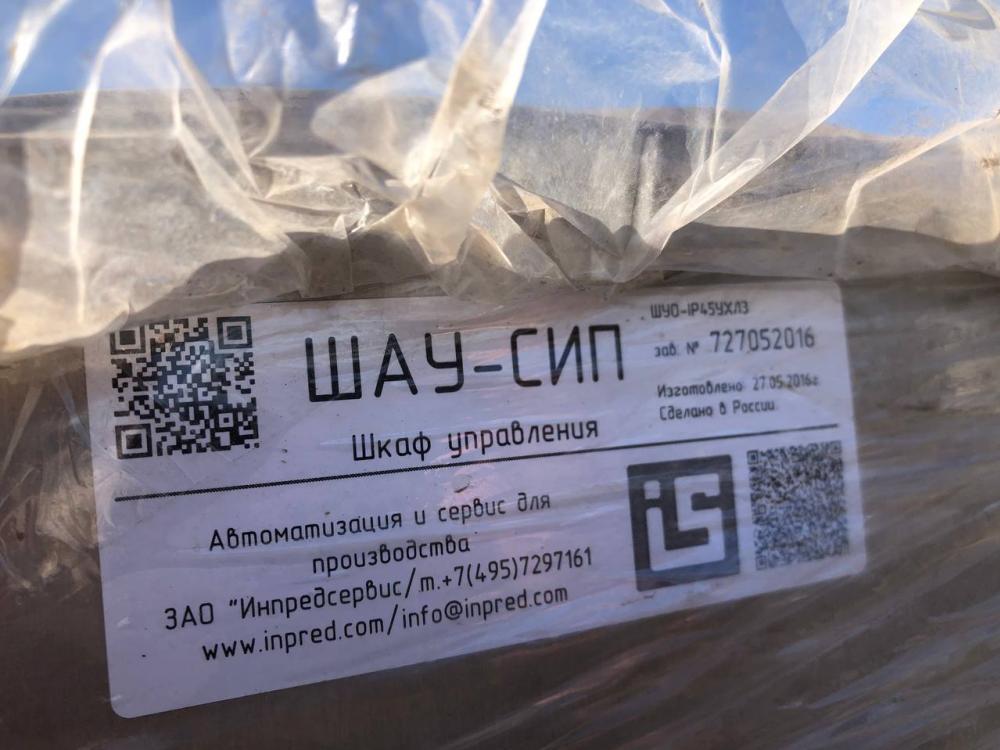 ШАУ-СИП
Шкаф управления
ШУО-IP45УХЛ3
зав. № 727052016
Изготовлено: 27.05.2016г.
Сделано в России.
Автоматизация и сервис для
производства
ЗАО "Инпредсервис/т.+7(495)7297161
www.inpred.com/info@inpred.com
iLS